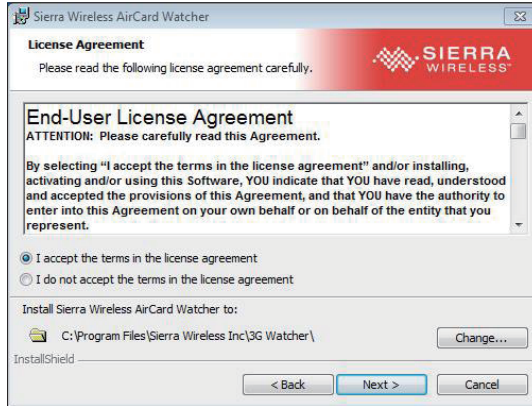 Sierra Wireless AirCard Watcher
License Agreement
Please read the following license agreement carefully.
SIERRA
WIRELESS™
End-User License Agreement
ATTENTION: Please carefully read this Agreement.
By selecting “I accept the terms in the license agreement” and/or installing,
activating and/or using this Software, YOU indicate that YOU have read, understood
and accepted the provisions of this Agreement, and that YOU have the authority to
enter into this Agreement on your own behalf or on behalf of the entity that you
represent.
I accept the terms in the license agreement
I do not accept the terms in the license agreement
Install Sierra Wireless AirCard Watcher to:
C:\Program Files\Sierra Wireless Inc\3G Watcher\
Change...
InstallShield
< Back
Next >
Cancel